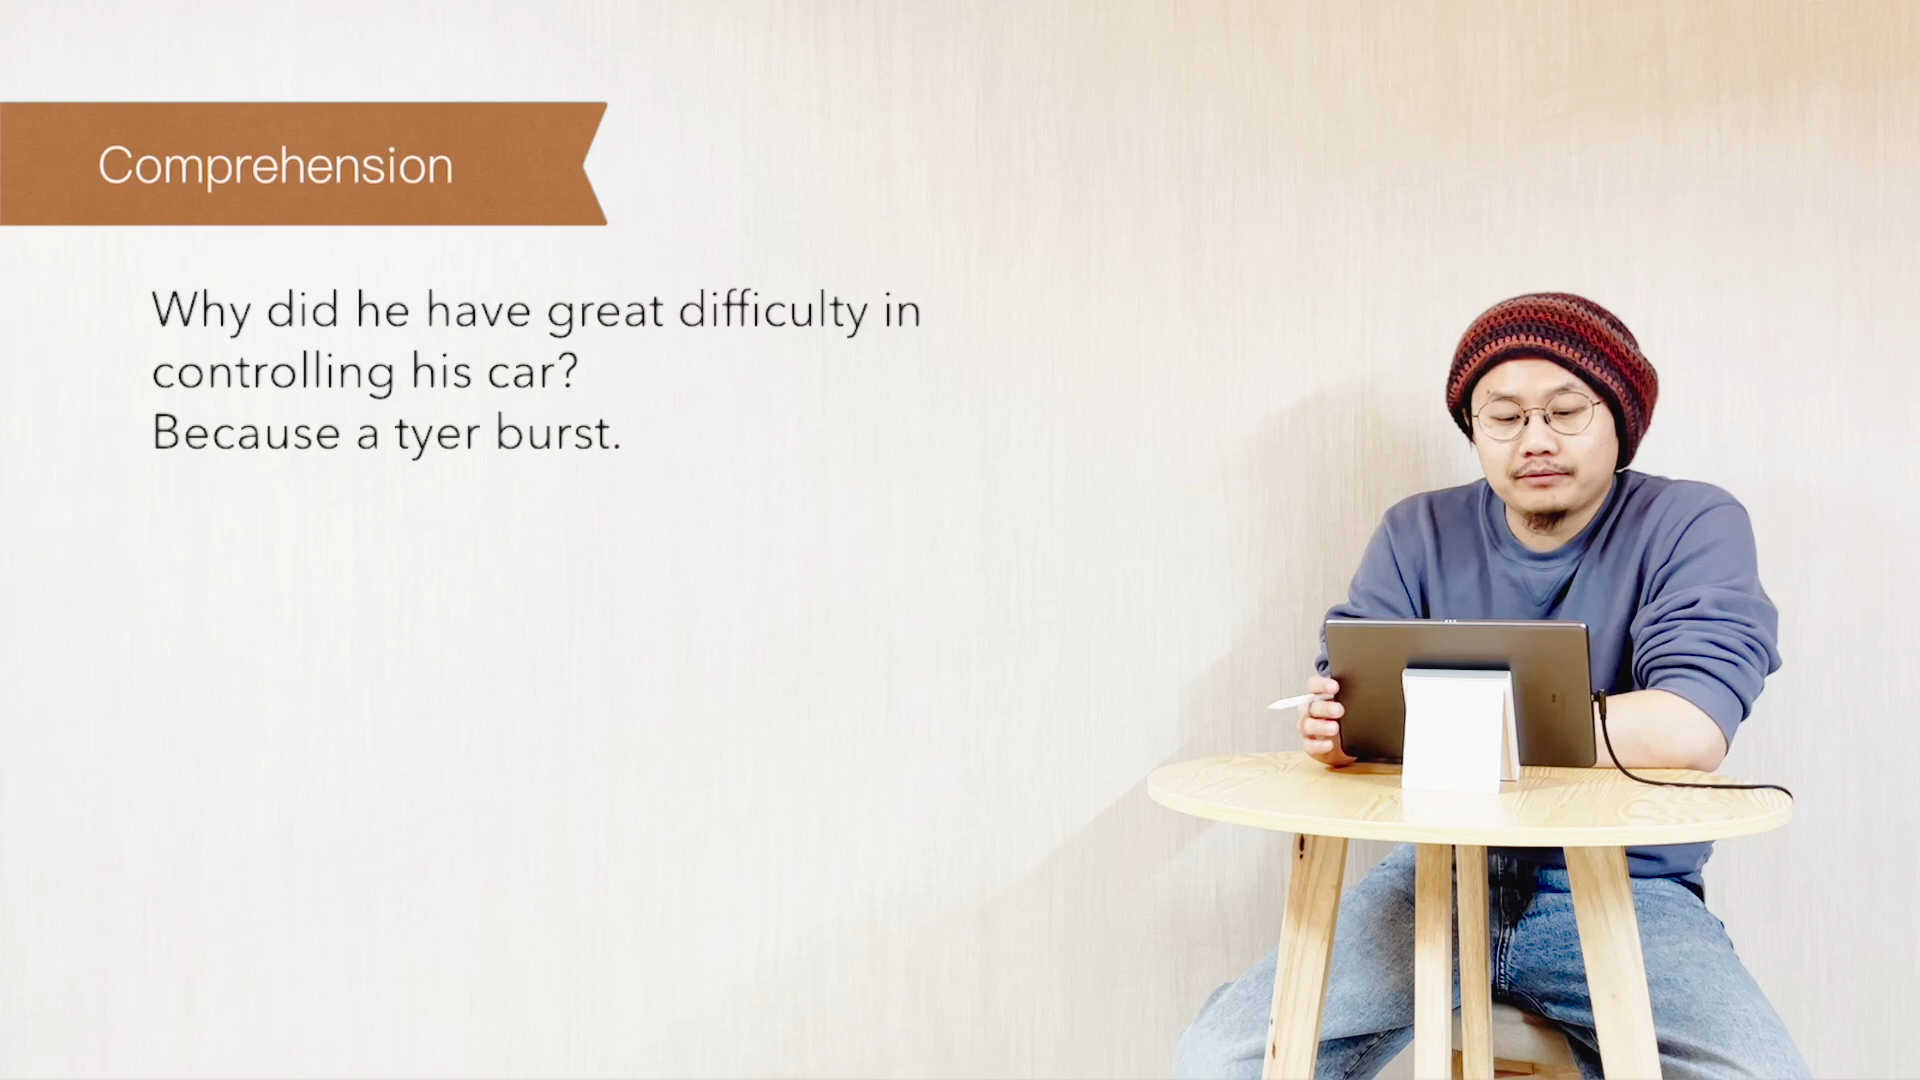 Comprehension
Why did he have great difficulty in
controlling his car?
Because a tyer burst.